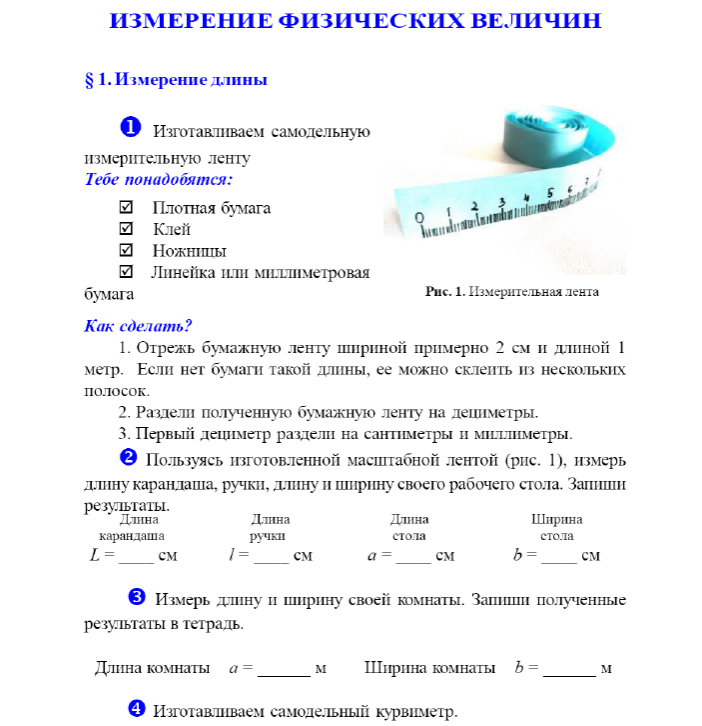 ИЗМЕРЕНИЕ ФИЗИЧЕСКИХ ВЕЛИЧИН
§ 1. Измерение длины
❶ Изготавливаем самодельную
измерительную ленту
Тебе понадобятся:
☑ Плотная бумага
☑ Клей
☑ Ножницы
☑ Линейка или миллиметровая
бумага
0 1 2 3 4 5 6 7
Рис. 1. Измерительная лента
Как сделать?
1. Отрежь бумажную ленту шириной примерно 2 см и длиной 1
метр. Если нет бумаги такой длины, ее можно склеить из нескольких
полосок.
2. Раздели полученную бумажную ленту на дециметры.
3. Первый дециметр раздели на сантиметры и миллиметры.
❷ Пользуясь изготовленной масштабной лентой (рис. 1), измерь
длину карандаша, ручки, длину и ширину своего рабочего стола. Запиши
результаты.
Длина Длина Длина Ширина
карандаша ручки стола стола
L = ____ см l = ____ см a = ____ см b = ____ см
❸ Измерь длину и ширину своей комнаты. Запиши полученные
результаты в тетрадь.
Длина комнаты a = ______ м Ширина комнаты b = ______ м
❹ Изготавливаем самодельный курвиметр.